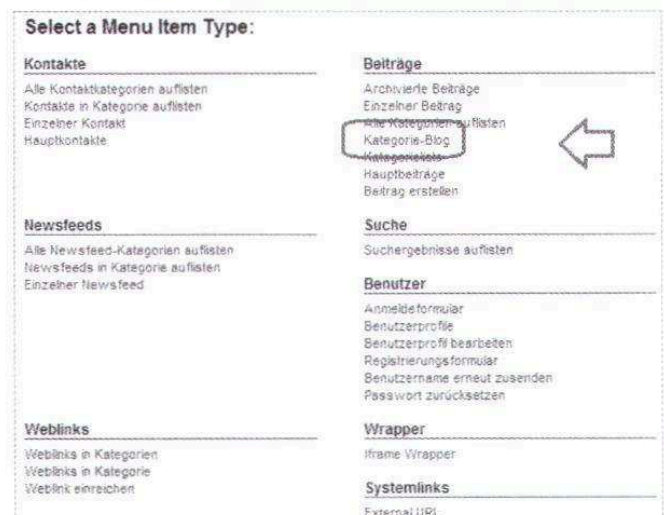 Select a Menu Item Type:
Kontakte
Alle Kontaktkategorien auflisten
Kontakte in Kategorie auflisten
Einzelner Kontakt
Hauptkontakte
Beiträge
Archivierte Beiträge
Einzelner Beitrag
Alle Kategorien auflisten
Kategorie-Blog
Kategorieliste
Hauptbeiträge
Beitrag erstellen
Newsfeeds
Alle Newsfeed-Kategorien auflisten
Newsfeeds in Kategorie auflisten
Einzelner Newsfeed
Suche
Suchergebnisse auflisten
Benutzer
Anmeldeformular
Benutzerprofile
Benutzerprofil bearbeiten
Registrierungsformular
Benutzername erneut zusenden
Passwort zurücksetzen
Weblinks
Weblinks in Kategorien
Weblinks in Kategorie
Weblink einreichen
Wrapper
Iframe Wrapper
Systemlinks
External URL